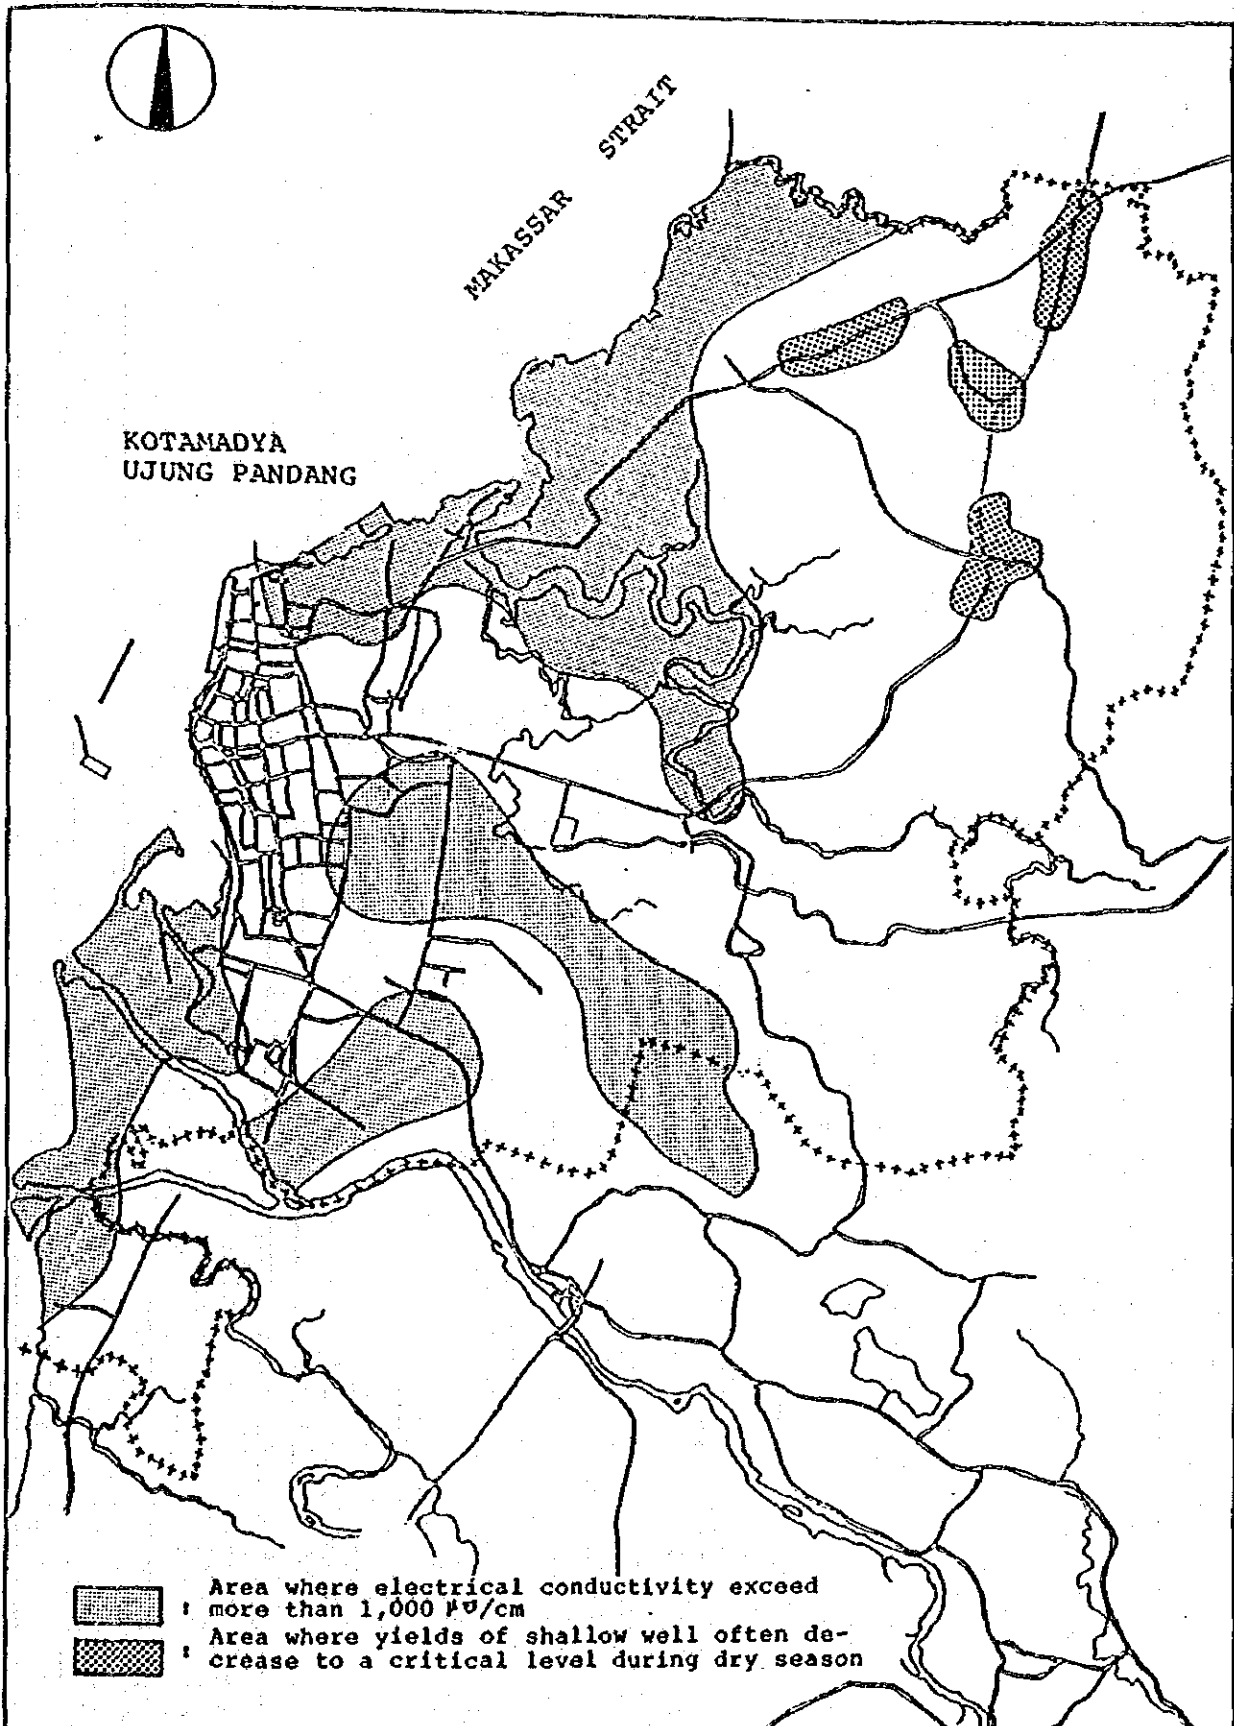 MAKASSAR STRAIT
KOTAMADYA
UJUNG PANDANG
: Area where electrical conductivity exceed
more than 1,000 μ℧/cm
: Area where yields of shallow well often de-
crease to a critical level during dry season